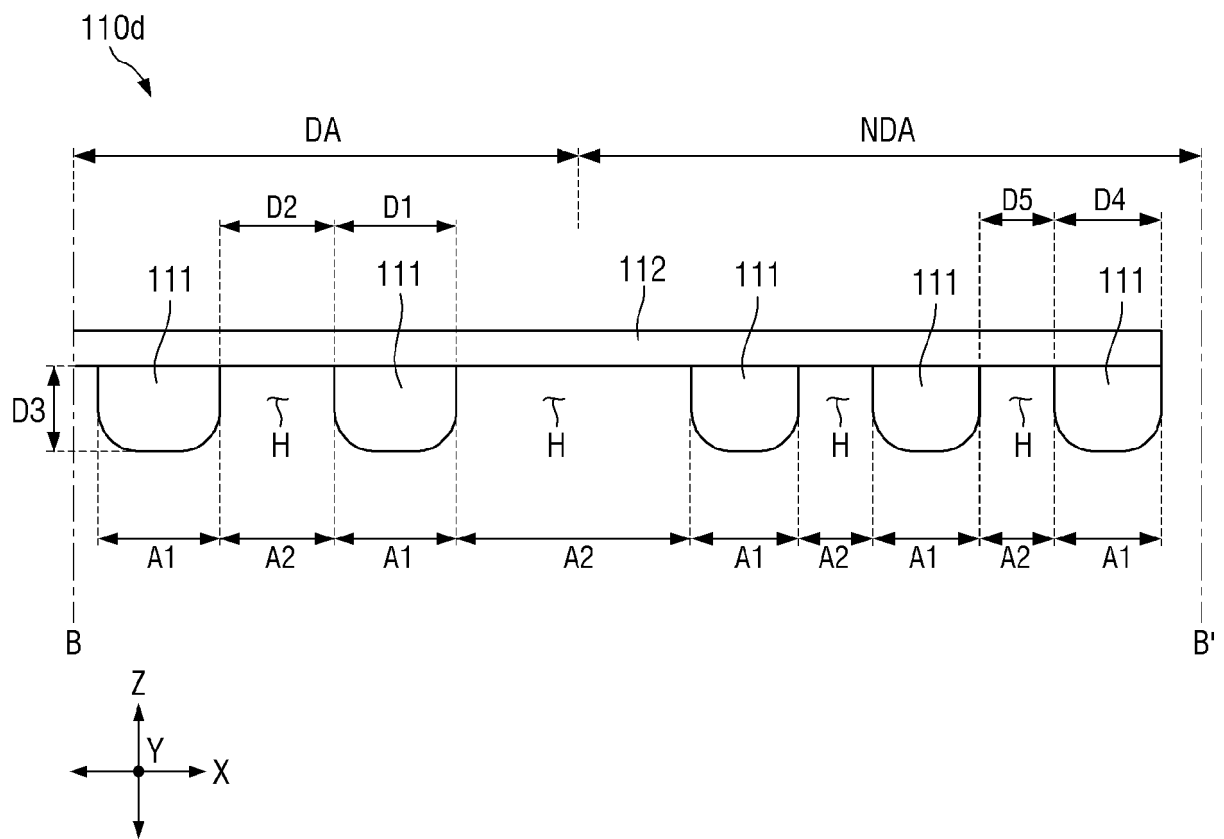 110d
DA NDA
D2 D1 D5 D4
111 111 112 111 111 111
D3
H H H H
A1 A2 A1 A2 A1 A2 A1 A2 A1
B B'
Z
Y X